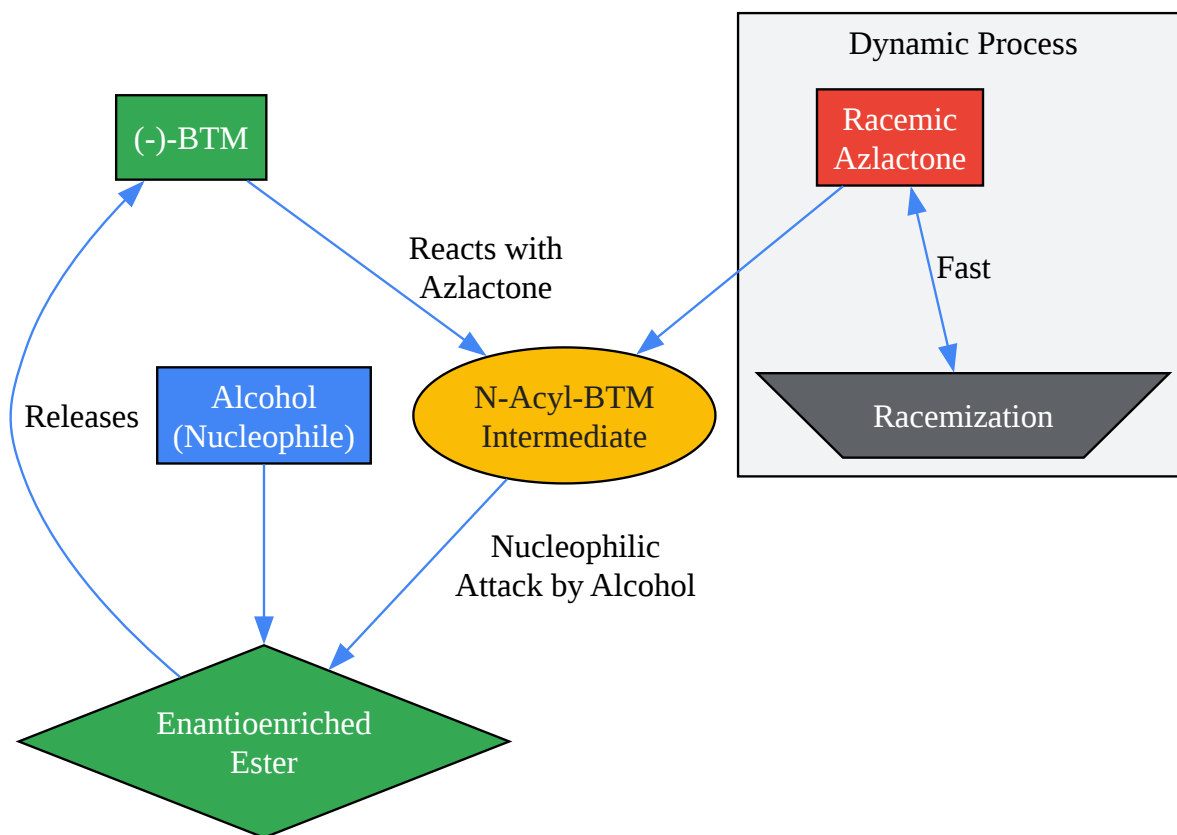 Dynamic Process
(-)-BTM
Racemic
Azlactone
Reacts with
Azlactone
Fast
Releases
Alcohol
(Nucleophile)
N-Acyl-BTM
Intermediate
Racemization
Nucleophilic
Attack by Alcohol
Enantioenriched
Ester